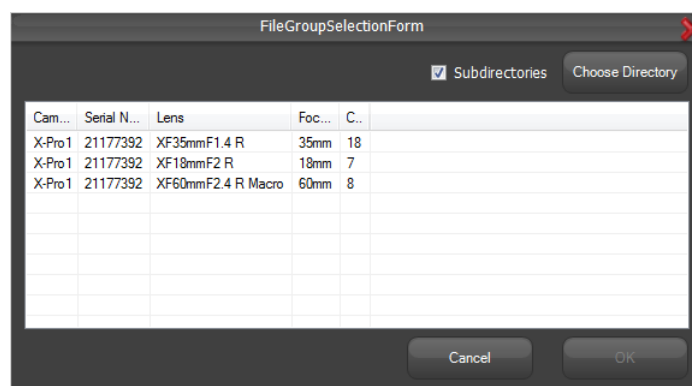 FileGroupSelectionForm
Subdirectories Choose Directory
Cam... Serial N... Lens Foc... C..
X-Pro1 21177392 XF35mmF1.4 R 35mm 18
X-Pro1 21177392 XF18mmF2 R 18mm 7
X-Pro1 21177392 XF60mmF2.4 R Macro 60mm 8
Cancel OK